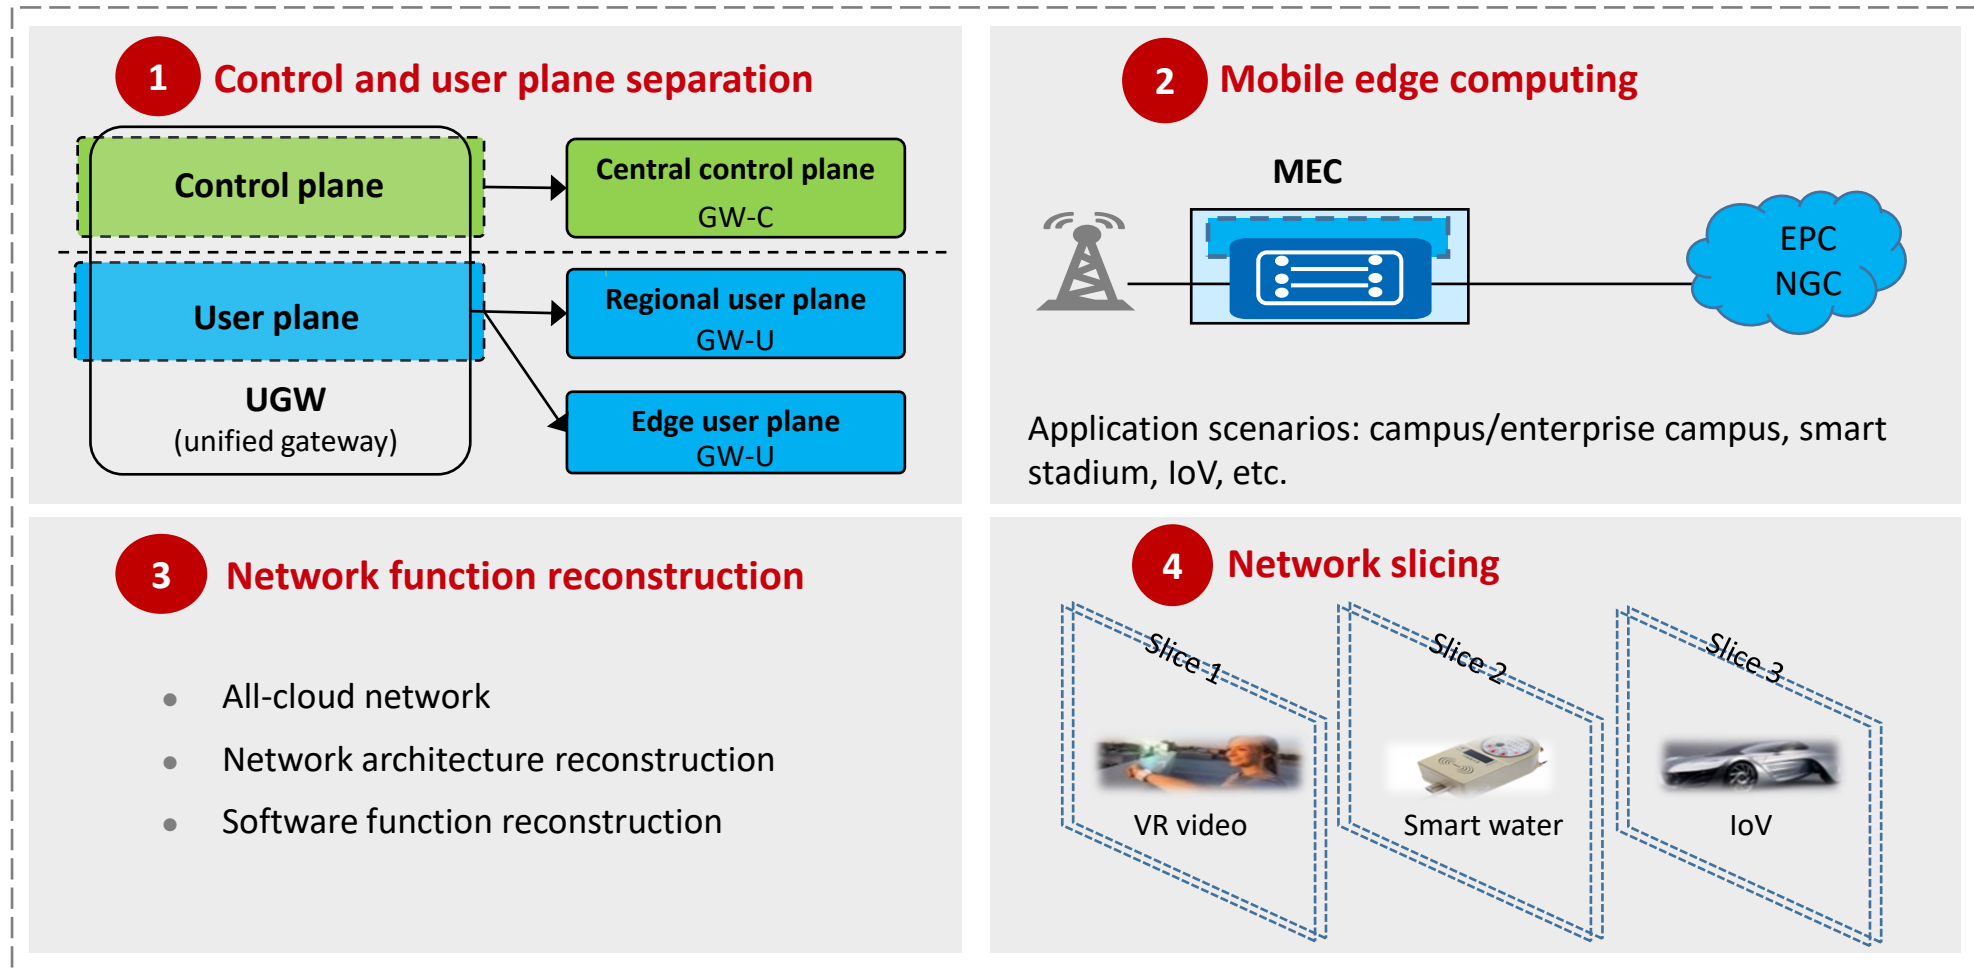 1 Control and user plane separation
Control plane
Central control plane
GW-C
User plane
Regional user plane
GW-U
UGW
(unified gateway)
Edge user plane
GW-U
2 Mobile edge computing
MEC
EPC
NGC
Application scenarios: campus/enterprise campus, smart
stadium, IoV, etc.
3 Network function reconstruction
● All-cloud network
● Network architecture reconstruction
● Software function reconstruction
4 Network slicing
Slice 1
Slice 2
Slice 3
VR video
Smart water
IoV